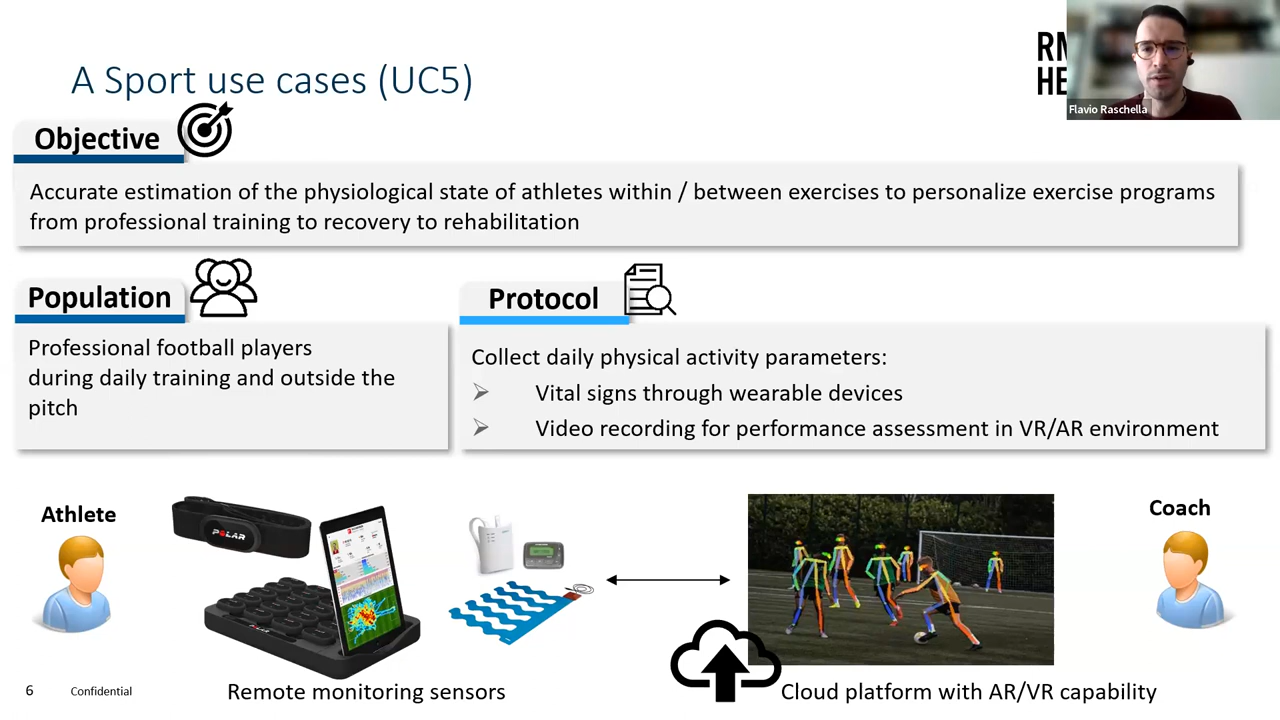 A Sport use cases (UC5)
Flavio Raschella
Objective
Accurate estimation of the physiological state of athletes within / between exercises to personalize exercise programs
from professional training to recovery to rehabilitation
Population
Professional football players
during daily training and outside the
pitch
Protocol
Collect daily physical activity parameters:
Vital signs through wearable devices
Video recording for performance assessment in VR/AR environment
Athlete
POLAR
POLAR
Coach
6
Confidential
Remote monitoring sensors
Cloud platform with AR/VR capability